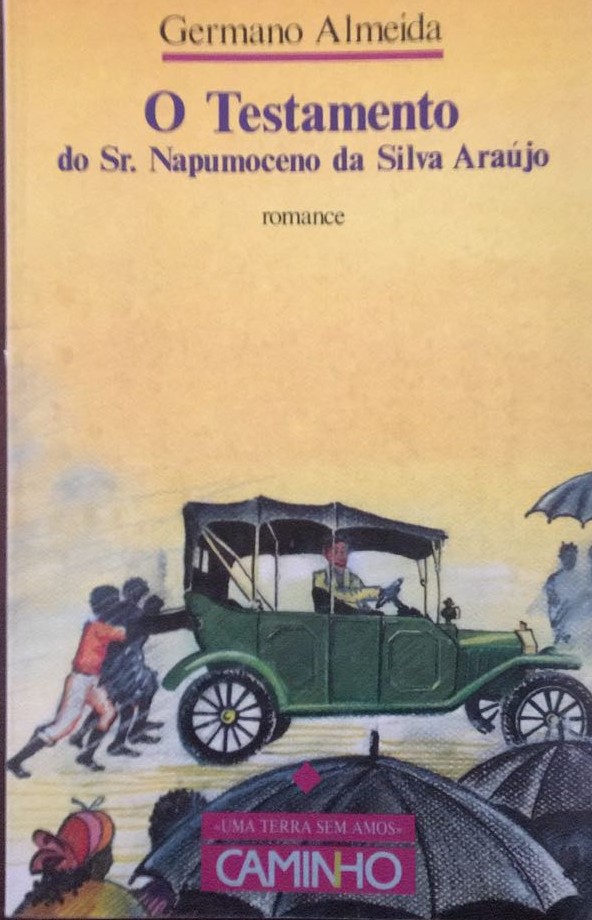 Germano Almeida
O Testamento
do Sr. Napumoceno da Silva Araújo
romance
«UMA TERRA SEM AMOS»
CAMINHO